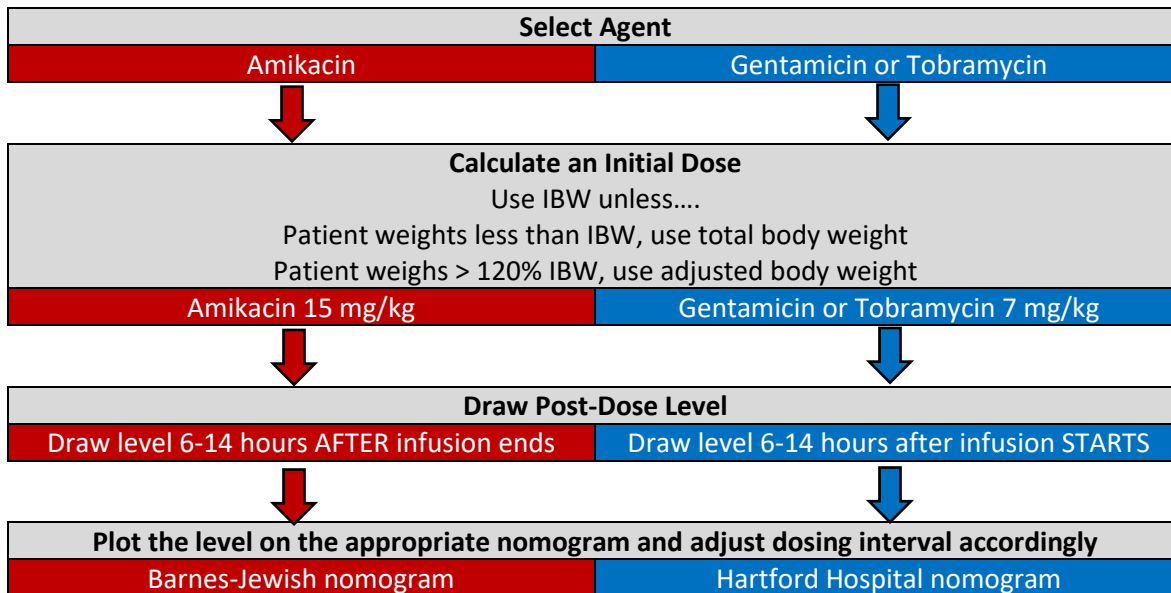 Select Agent
Amikacin
Gentamicin or Tobramycin
Calculate an Initial Dose
Use IBW unless....
Patient weights less than IBW, use total body weight
Patient weighs > 120% IBW, use adjusted body weight
Amikacin 15 mg/kg
Gentamicin or Tobramycin 7 mg/kg
Draw Post-Dose Level
Draw level 6-14 hours AFTER infusion ends
Draw level 6-14 hours after infusion STARTS
Plot the level on the appropriate nomogram and adjust dosing interval accordingly
Barnes-Jewish nomogram
Hartford Hospital nomogram